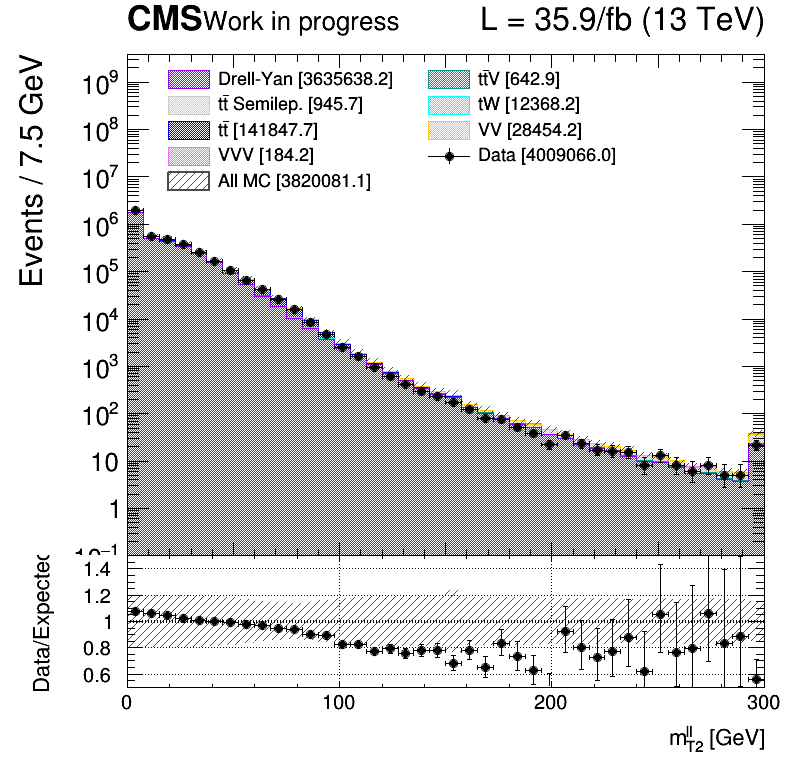 CMS Work in progress L = 35.9/fb (13 TeV)
Events / 7.5 GeV
Drell-Yan [3635638.2]
tt̄ Semilep. [945.7]
tt̄ [141847.7]
VVV [184.2]
All MC [3820081.1]
tt̄V [642.9]
tW [12368.2]
VV [28454.2]
Data [4009066.0]
10⁹
10⁸
10⁷
10⁶
10⁵
10⁴
10³
10²
10
1
10⁻¹
Data/Expected
1.4
1.2
1
0.8
0.6
0 100 200 300
m_{T2}^{ll} [GeV]